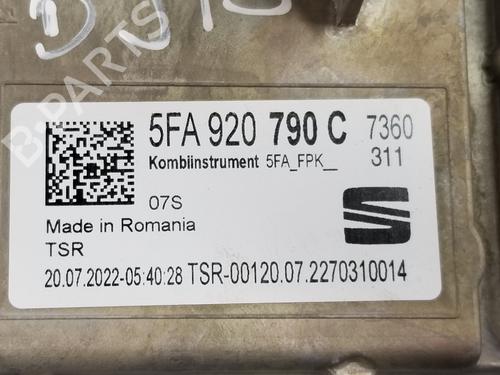 5FA 920 790 C 7360
Kombiinstrument 5FA_FPK__ 311
07S
Made in Romania
TSR
20.07.2022-05:40:28 TSR-00120.07.2270310014
B-PARTS